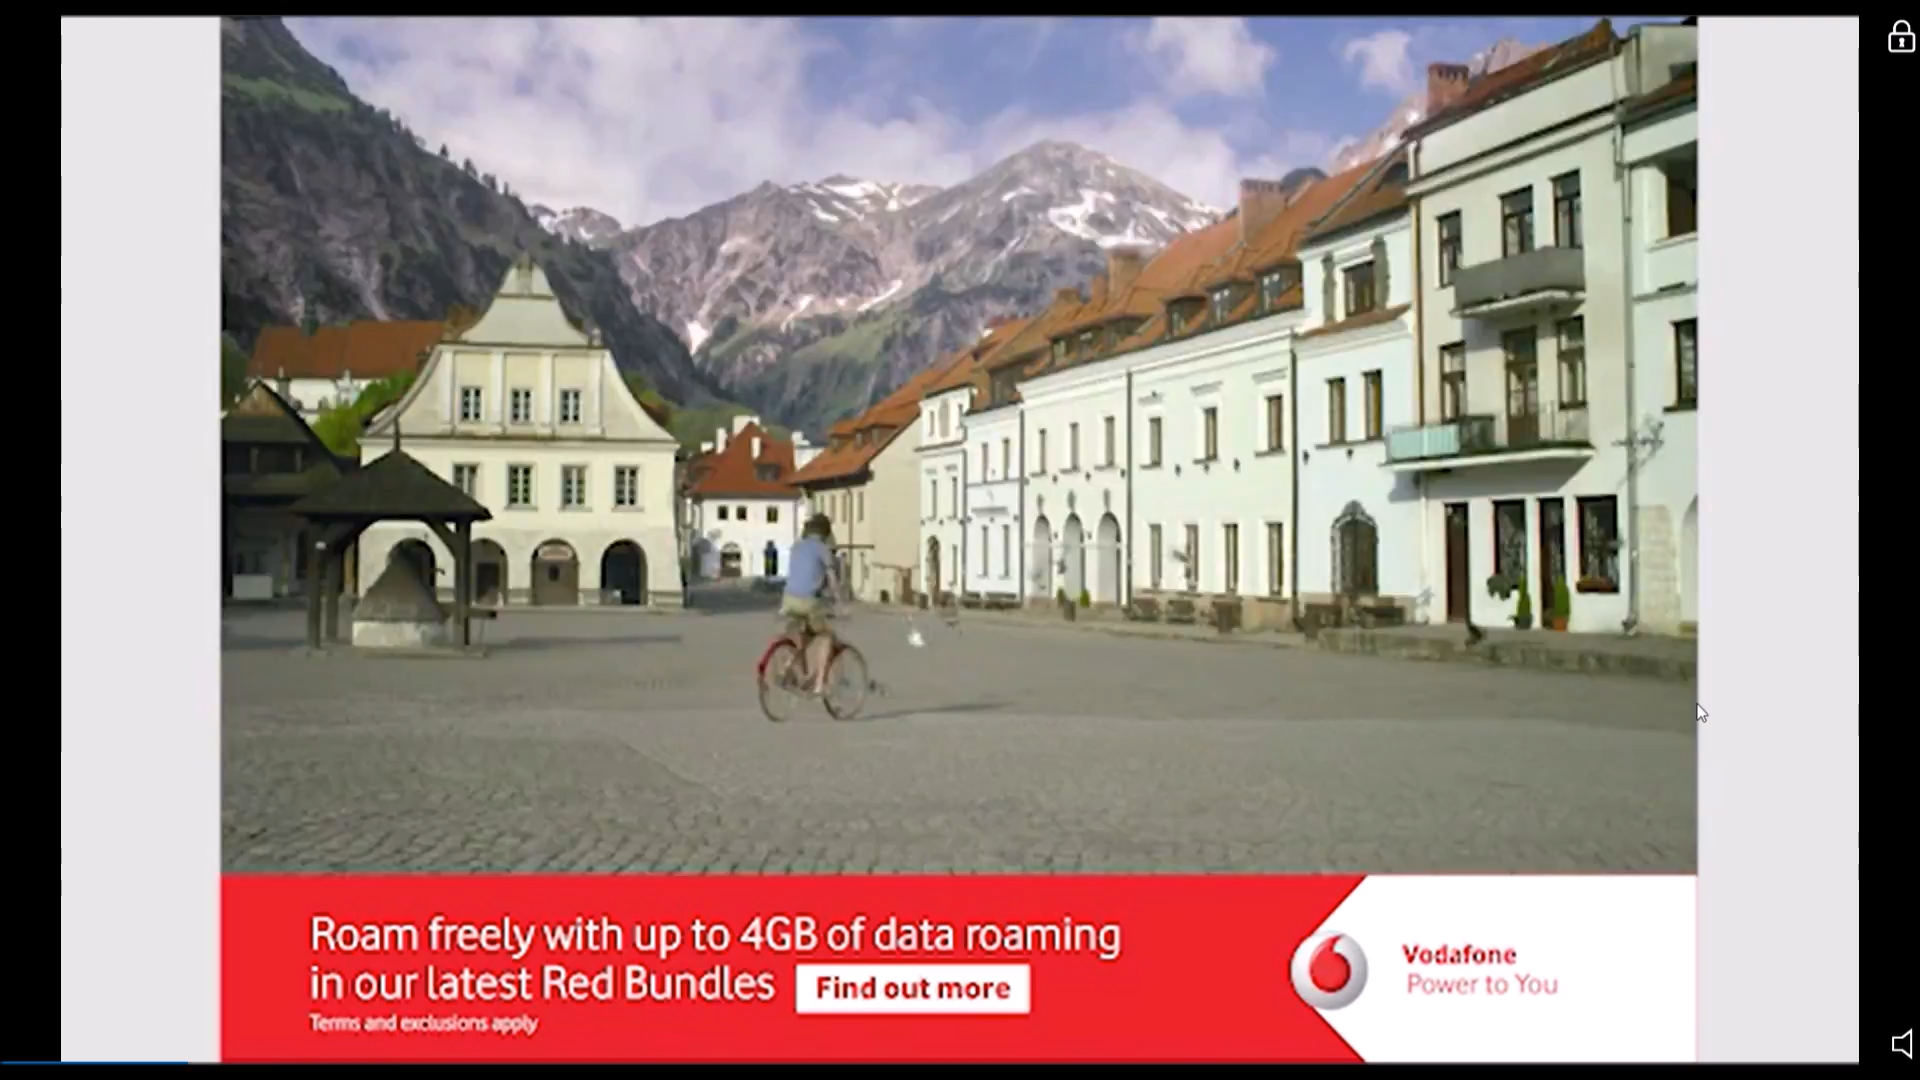 Roam freely with up to 4GB of data roaming
in our latest Red Bundles
Find out more
Terms and exclusions apply
Vodafone
Power to You